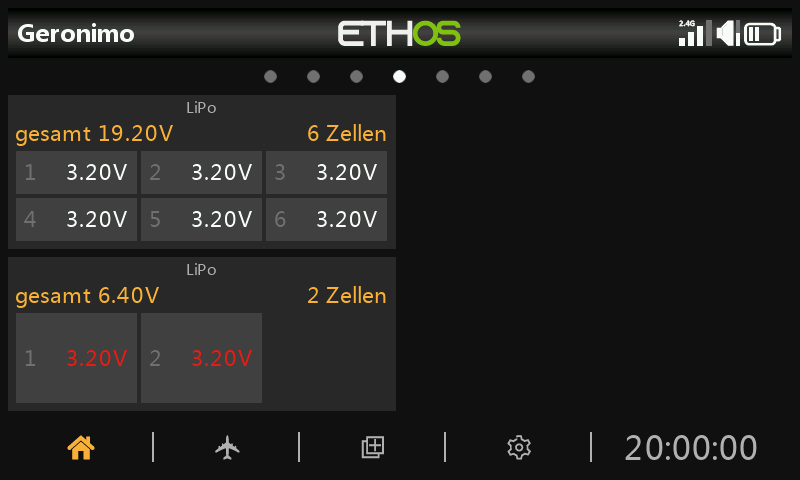 Geronimo
ETHOS
2.4G
LiPo
gesamt 19.20V 6 Zellen
1 3.20V 2 3.20V 3 3.20V
4 3.20V 5 3.20V 6 3.20V
LiPo
gesamt 6.40V 2 Zellen
1 3.20V 2 3.20V
20:00:00